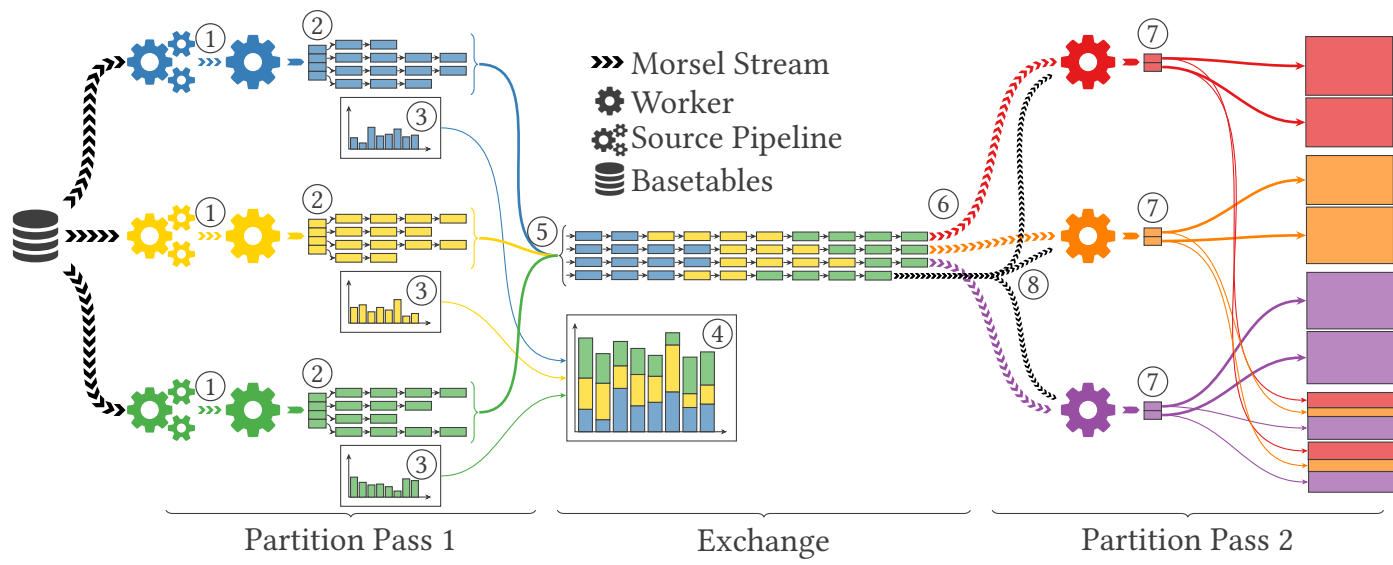 1
2
3
1
2
3
1
2
3
Morsel Stream
Worker
Source Pipeline
Basetables
5
4
6
8
7
7
7
Partition Pass 1
Exchange
Partition Pass 2